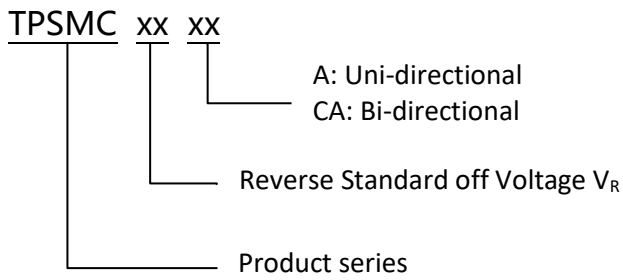 TPSMC xx xx
A: Uni-directional
CA: Bi-directional
Reverse Standard off Voltage VR
Product series